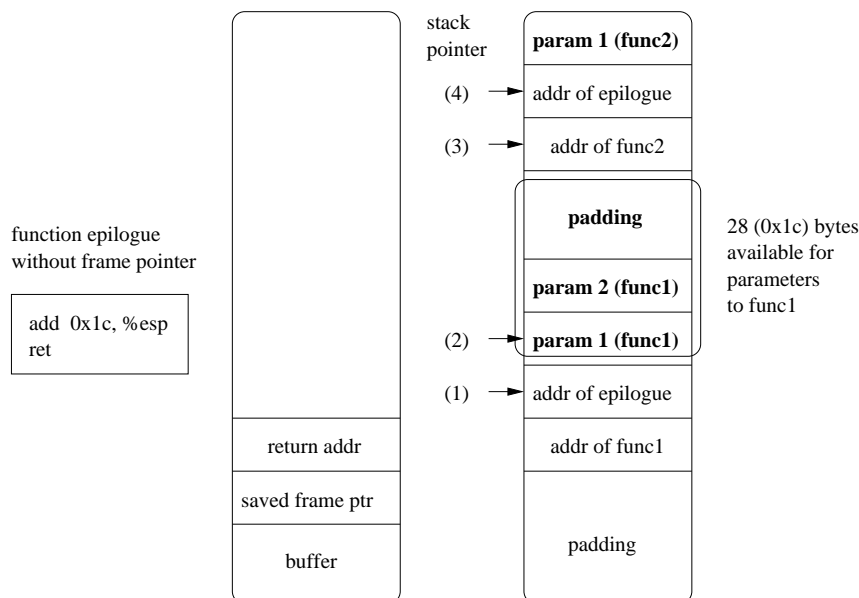 function epilogue
without frame pointer
add 0x1c, %esp
ret
return addr
saved frame ptr
buffer
stack
pointer
(4)
(3)
(2)
(1)
param 1 (func2)
addr of epilogue
addr of func2
padding
param 2 (func1)
param 1 (func1)
addr of epilogue
addr of func1
padding
28 (0x1c) bytes
available for
parameters
to func1